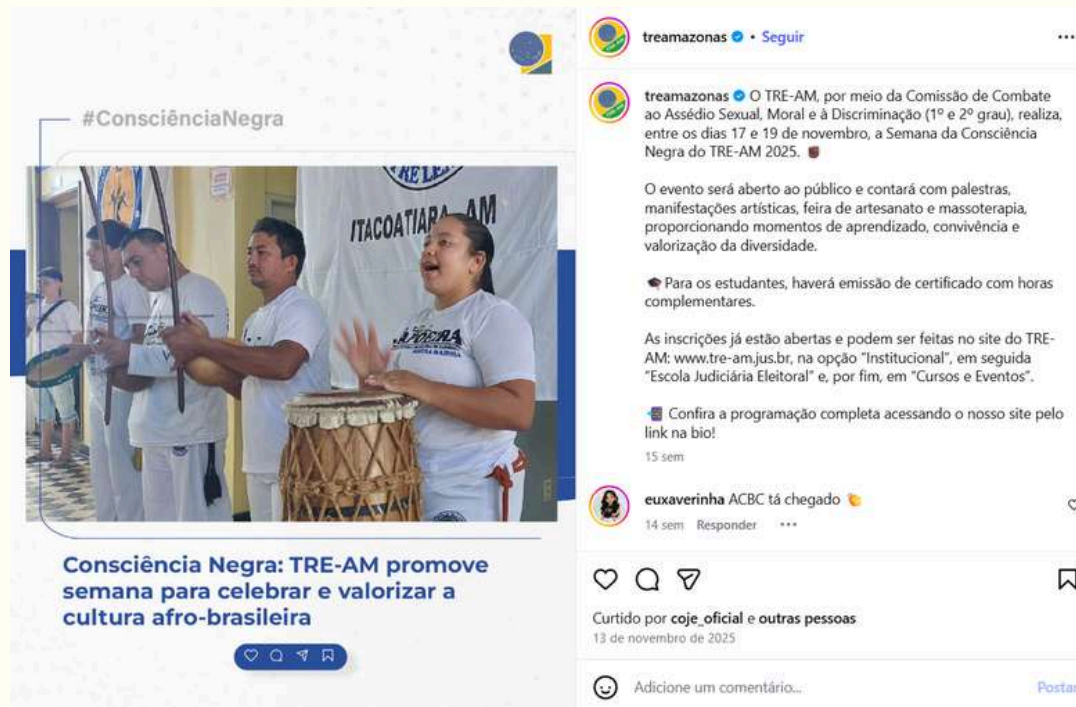 #ConsciênciaNegra
ITACOATIARA-AM
CAPOEIRA
Consciência Negra: TRE-AM promove
semana para celebrar e valorizar a
cultura afro-brasileira
treamazonas • Seguir
treamazonas O TRE-AM, por meio da Comissão de Combate
ao Assédio Sexual, Moral e à Discriminação (1º e 2º grau), realiza,
entre os dias 17 e 19 de novembro, a Semana da Consciência
Negra do TRE-AM 2025.
O evento será aberto ao público e contará com palestras,
manifestações artísticas, feira de artesanato e massoterapia,
proporcionando momentos de aprendizado, convivência e
valorização da diversidade.
Para os estudantes, haverá emissão de certificado com horas
complementares.
As inscrições já estão abertas e podem ser feitas no site do TRE-
AM: www.tre-am.jus.br, na opção "Institucional", em seguida
"Escola Judiciária Eleitoral" e, por fim, em "Cursos e Eventos".
Confira a programação completa acessando o nosso site pelo
link na bio!
15 sem
euxaverinha ACBC tá chegado
14 sem Responder
Curtido por coje_oficial e outras pessoas
13 de novembro de 2025
Adicione um comentário...
Postar